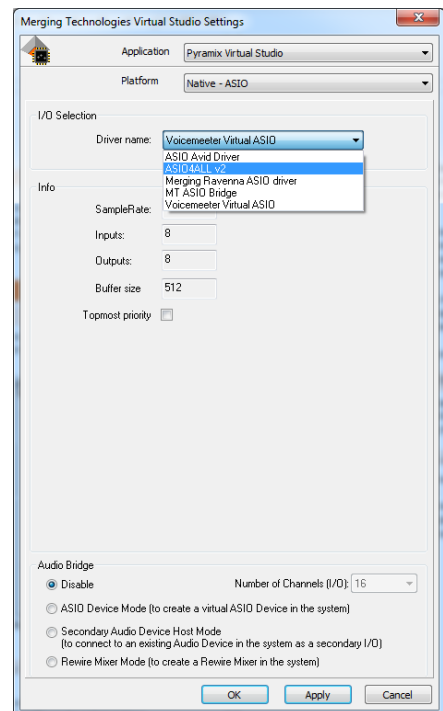 Merging Technologies Virtual Studio Settings
Application Pyramix Virtual Studio
Platform Native - ASIO
I/O Selection
Driver name: Voicemeeter Virtual ASIO
ASIO Avid Driver
ASIO4ALL v2
Merging Ravenna ASIO driver
MT ASIO Bridge
Voicemeeter Virtual ASIO
Info
SampleRate:
Inputs: 8
Outputs: 8
Buffer size 512
Topmost priority
Audio Bridge
Disable Number of Channels (I/O): 16
ASIO Device Mode (to create a virtual ASIO Device in the system)
Secondary Audio Device Host Mode
(to connect to an existing Audio Device in the system as a secondary I/O)
Rewire Mixer Mode (to create a Rewire Mixer in the system)
OK Apply Cancel